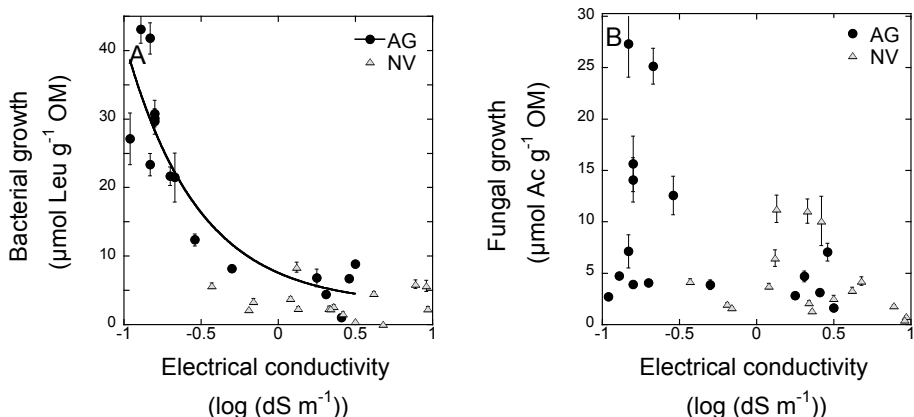 A
AG
NV
40
30
20
10
0
-1
-0.5
0
0.5
1
Bacterial growth
(µmol Leu g⁻¹ OM)
Electrical conductivity
(log (dS m⁻¹))
B
AG
NV
30
25
20
15
10
5
0
-1
-0.5
0
0.5
1
Fungal growth
(µmol Ac g⁻¹ OM)
Electrical conductivity
(log (dS m⁻¹))